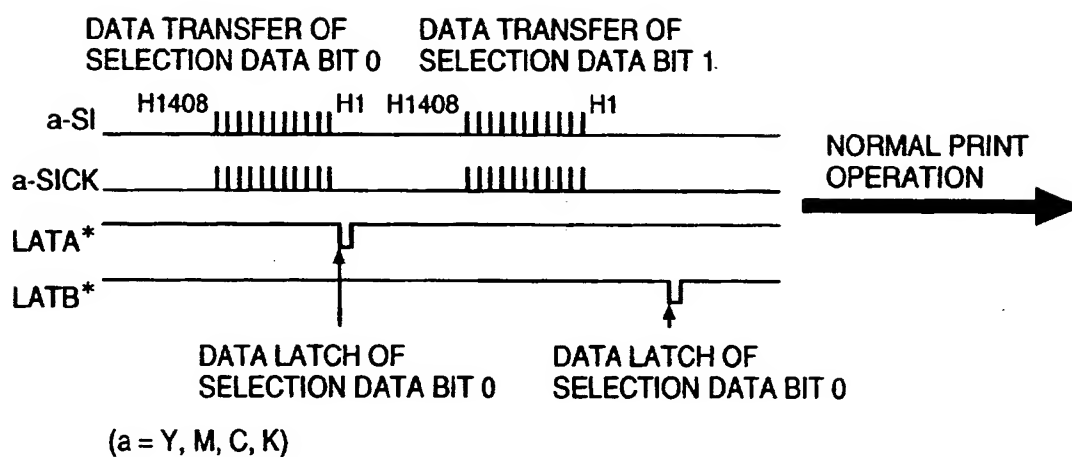 DATA TRANSFER OF
SELECTION DATA BIT 0
DATA TRANSFER OF
SELECTION DATA BIT 1
H1408
H1
H1408
H1
a-SI
a-SICK
LATA*
LATB*
NORMAL PRINT
OPERATION
DATA LATCH OF
SELECTION DATA BIT 0
DATA LATCH OF
SELECTION DATA BIT 0
(a = Y, M, C, K)